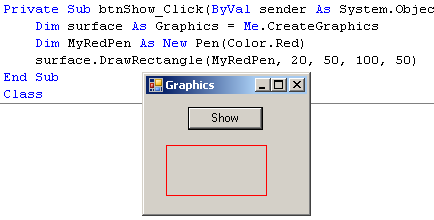 Private Sub btnShow_Click(ByVal sender As System.Objec
Dim surface As Graphics = Me.CreateGraphics
Dim MyRedPen As New Pen(Color.Red)
surface.DrawRectangle(MyRedPen, 20, 50, 100, 50)
End Sub
Class
Graphics
Show